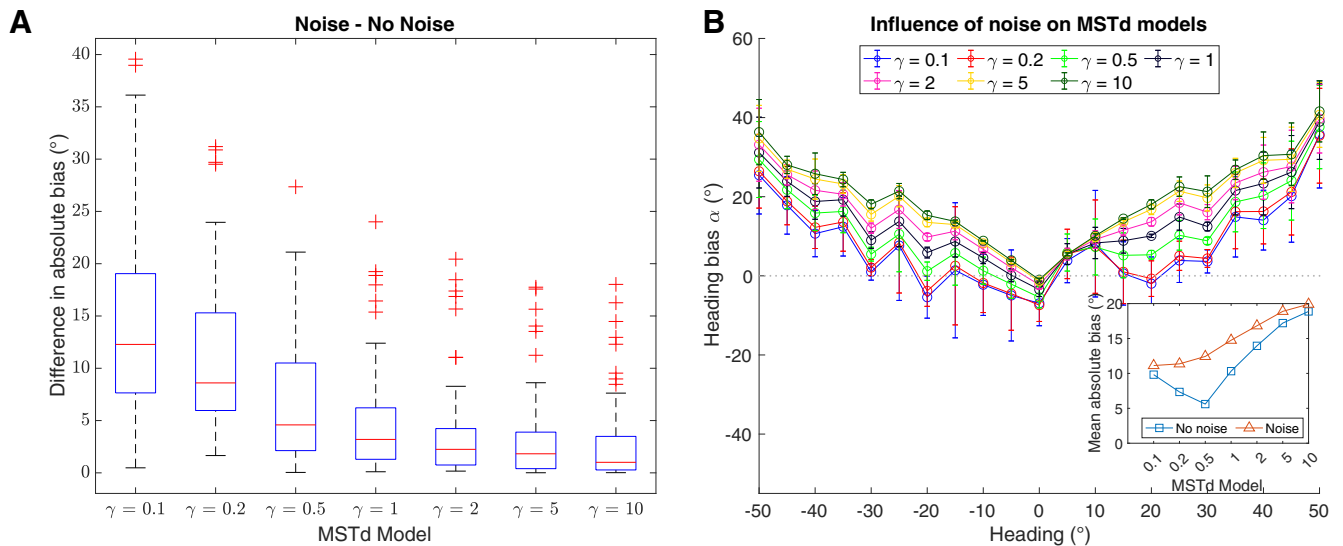 A
Noise - No Noise
Difference in absolute bias (°)
40
35
30
25
20
15
10
5
0
γ = 0.1 γ = 0.2 γ = 0.5 γ = 1 γ = 2 γ = 5 γ = 10
MSTd Model
B
Influence of noise on MSTd models
γ = 0.1 γ = 0.2 γ = 0.5 γ = 1
γ = 2 γ = 5 γ = 10
Heading bias α (°)
60
40
20
0
-20
-40
-50 -40 -30 -20 -10 0 10 20 30 40 50
Heading (°)
Mean absolute bias (°)
20
15
10
5
0
No noise Noise
0.1 0.2 0.5 1 2 5 10
MSTd Model